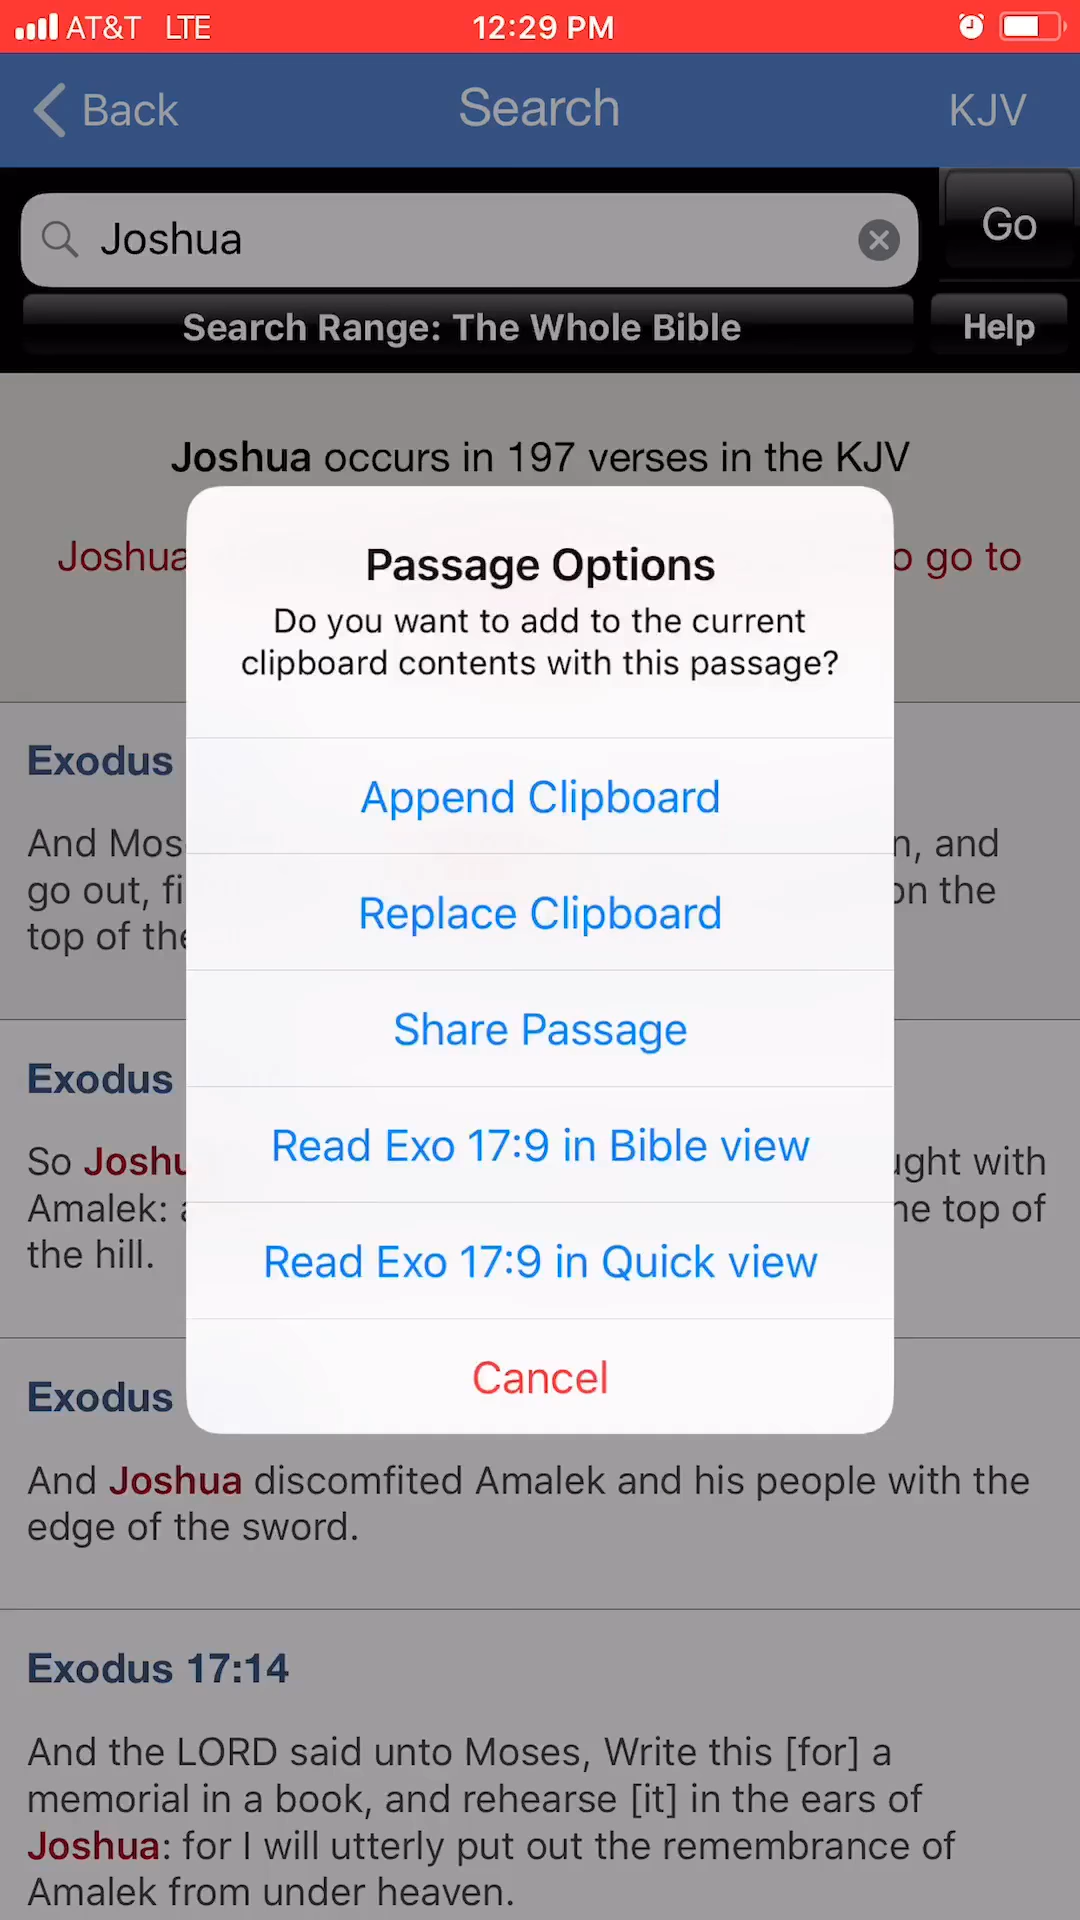 AT&T LTE 12:29 PM
Back Search KJV
Joshua Go
Search Range: The Whole Bible Help
Joshua occurs in 197 verses in the KJV
Passage Options
Joshua go to
Do you want to add to the current
clipboard contents with this passage?
Exodus
Append Clipboard
And and
go out, on the
Replace Clipboard
top of
Share Passage
Exodus
Read Exo 17:9 in Bible view
So with
Amalek: top of
the hill.
Read Exo 17:9 in Quick view
Cancel
Exodus
And Joshua discomfited Amalek and his people with the
edge of the sword.
Exodus 17:14
And the LORD said unto Moses, Write this [for] a
memorial in a book, and rehearse [it] in the ears of
Joshua: for I will utterly put out the remembrance of
Amalek from under heaven.